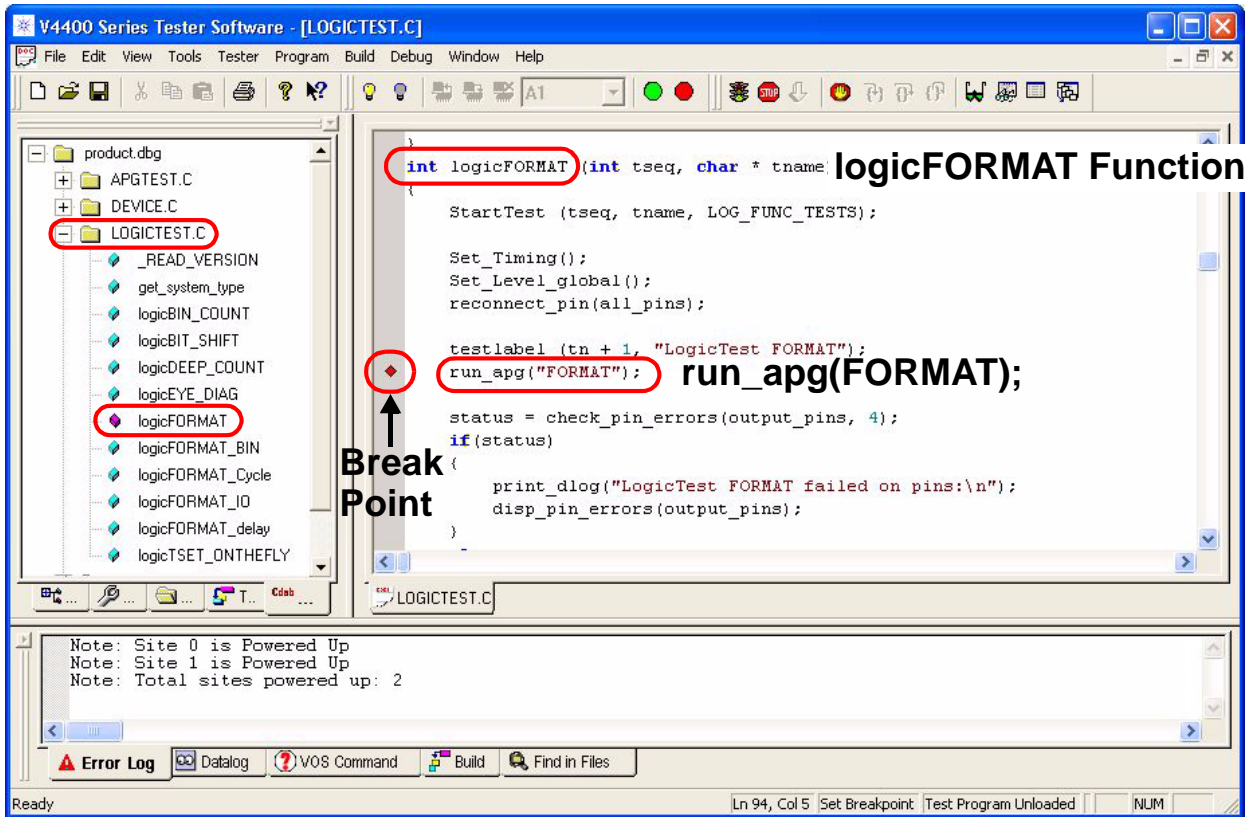 V4400 Series Tester Software - [LOGICTEST.C]
File Edit View Tools Tester Program Build Debug Window Help
A1
STOP
product.dbg
APGTEST.C
DEVICE.C
LOGICTEST.C
_READ_VERSION
get_system_type
logicBIN_COUNT
logicBIT_SHIFT
logicDEEP_COUNT
logicEYE_DIAG
logicFORMAT
logicFORMAT_BIN
logicFORMAT_Cycle
logicFORMAT_IO
logicFORMAT_delay
logicTSET_ONTHEFLY
... ... ... T... Cdeb ...
}
int logicFORMAT (int tseq, char * tname
logicFORMAT Function
{
StartTest (tseq, tname, LOG_FUNC_TESTS);
Set_Timing();
Set_Level_global();
reconnect_pin(all_pins);
testlabel (tn + 1, "LogicTest FORMAT");
run_apg("FORMAT");
run_apg(FORMAT);
status = check_pin_errors(output_pins, 4);
if(status)
{
print_dlog("LogicTest FORMAT failed on pins:\n");
disp_pin_errors(output_pins);
}
Break
Point
LOGICTEST.C
Note: Site 0 is Powered Up
Note: Site 1 is Powered Up
Note: Total sites powered up: 2
Error Log Datalog VOS Command Build Find in Files
Ready Ln 94, Col 5 Set Breakpoint Test Program Unloaded NUM